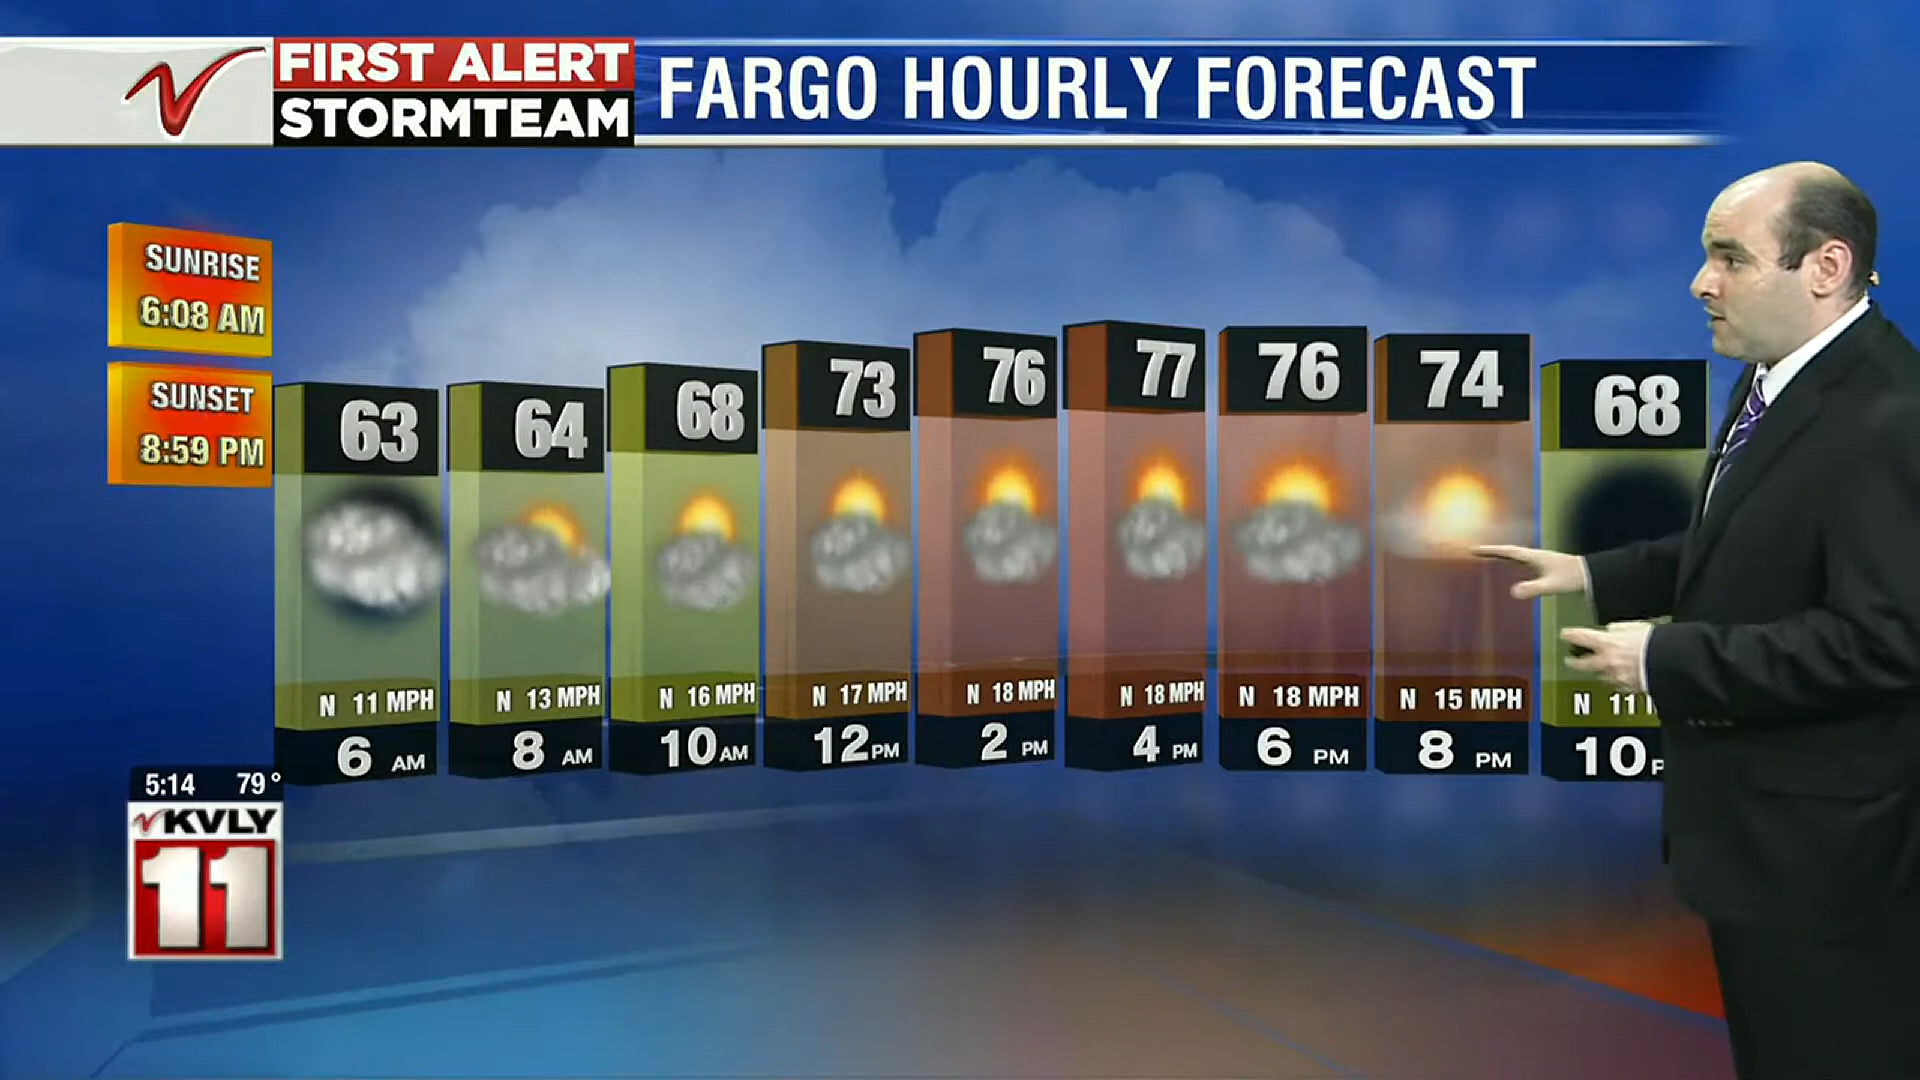 FIRST ALERT
STORMTEAM
FARGO HOURLY FORECAST
SUNRISE
6:08 AM
SUNSET
8:59 PM
63 64 68 73 76 77 76 74 68
N 11 MPH N 13 MPH N 16 MPH N 17 MPH N 18 MPH N 18 MPH N 18 MPH N 15 MPH N 11
6 AM 8 AM 10 AM 12 PM 2 PM 4 PM 6 PM 8 PM 10
5:14 79°
KVLY
11